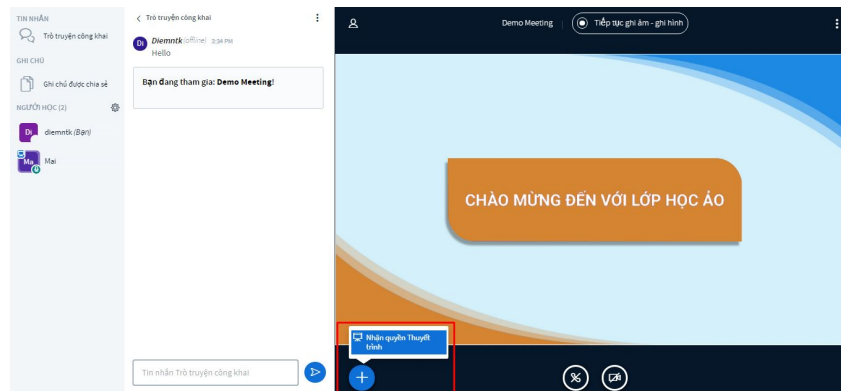 TIN NHẮN
Trò truyện công khai
GHI CHÚ
Ghi chú được chia sẻ
NGƯỜI HỌC (2)
Di
diemntk (Bạn)
Ma
Mai
Trò truyện công khai
Di
Diemntk (offline) 3:34 PM
Hello
Bạn đang tham gia: Demo Meeting!
Tin nhắn Trò truyện công khai
Demo Meeting
Tiếp tục ghi âm - ghi hình
CHÀO MỪNG ĐẾN VỚI LỚP HỌC ẢO
Nhận quyền Thuyết
trình